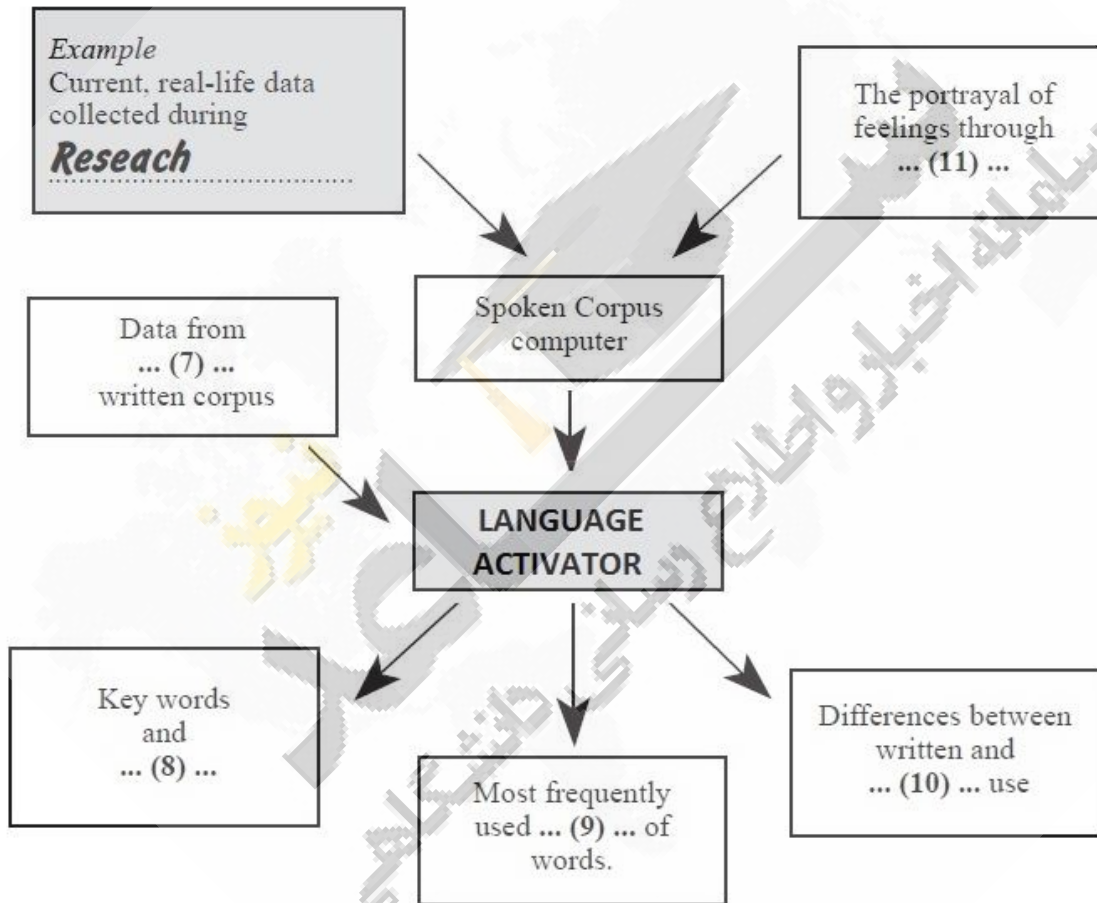 Example
Current, real-life data
collected during
Reseach
The portrayal of
feelings through
... (11) ...
Spoken Corpus
computer
Data from
... (7) ...
written corpus
LANGUAGE
ACTIVATOR
Key words
and
... (8) ...
Most frequently
used ... (9) ... of
words.
Differences between
written and
... (10) ... use